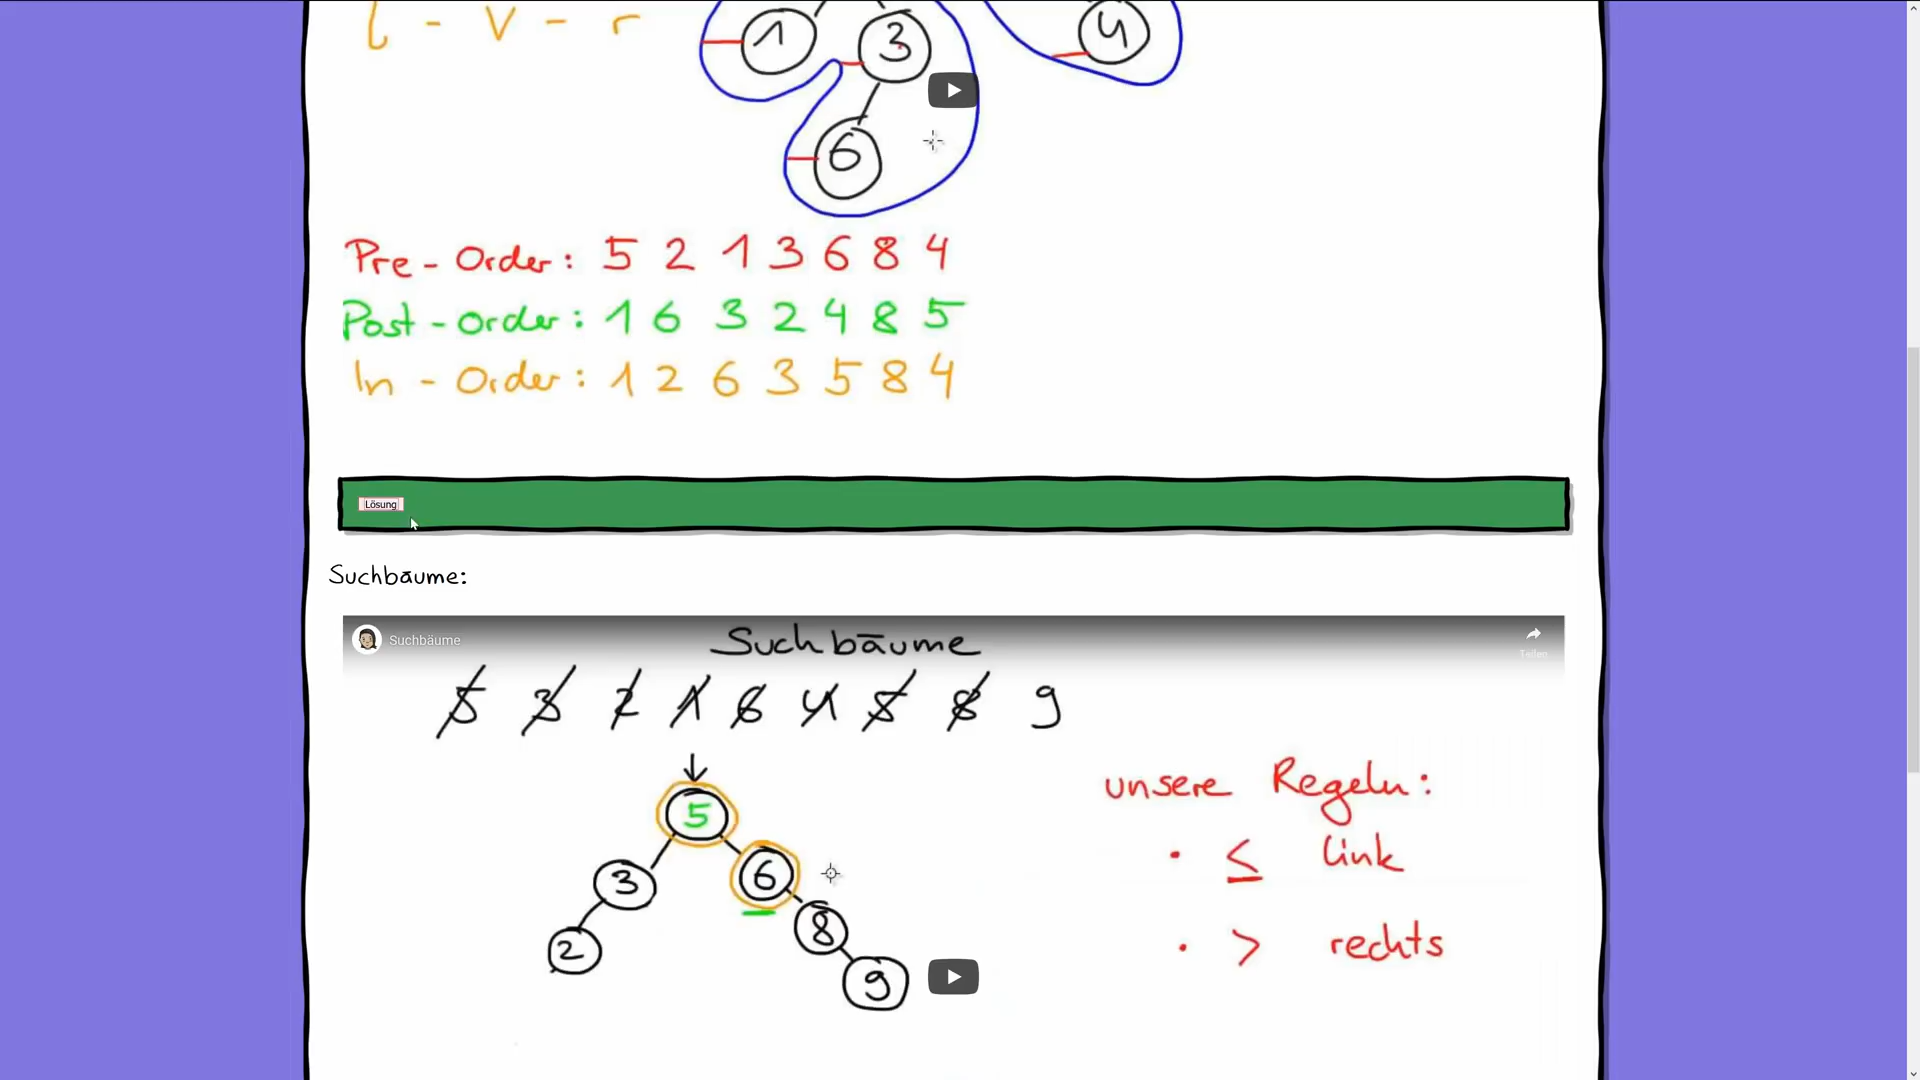 l - v - r
1 3 4
6
Pre - Order: 5 2 1 3 6 8 4
Post - Order: 1 6 3 2 4 8 5
In - Order: 1 2 6 3 5 8 4
Lösung
Suchbäume:
Suchbäume
Suchbäume
Teilen
5 3 2 1 6 4 5 8 9
unsere Regeln:
5
· ≤ link
3 6
8
2
· > rechts
9